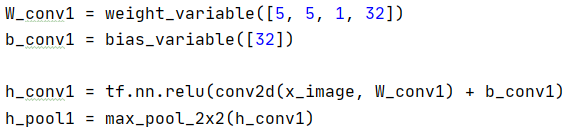 W_conv1 = weight_variable([5, 5, 1, 32])
b_conv1 = bias_variable([32])
h_conv1 = tf.nn.relu(conv2d(x_image, W_conv1) + b_conv1)
h_pool1 = max_pool_2x2(h_conv1)